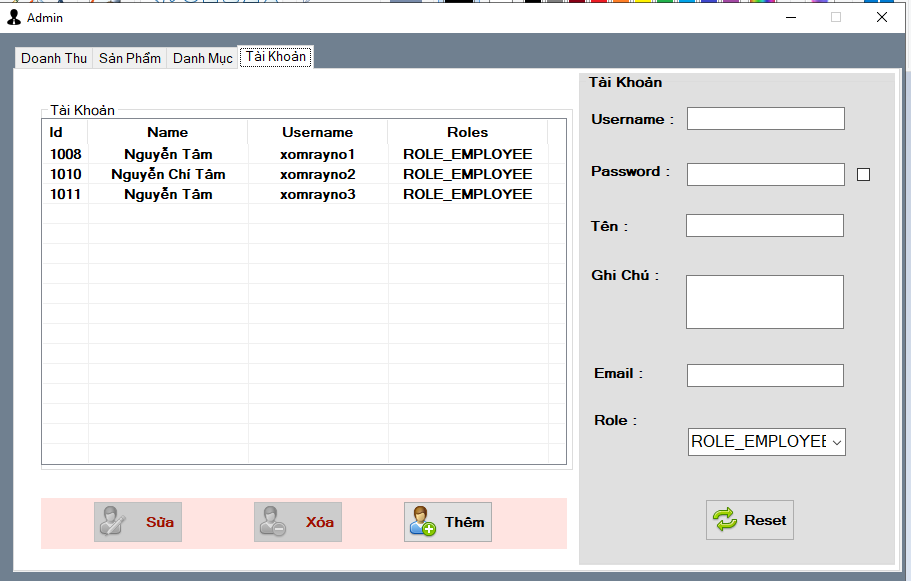 Admin
Doanh Thu Sản Phẩm Danh Mục Tài Khoản
Tài Khoản
Id Name Username Roles
1008 Nguyễn Tâm xomrayno1 ROLE_EMPLOYEE
1010 Nguyễn Chí Tâm xomrayno2 ROLE_EMPLOYEE
1011 Nguyễn Tâm xomrayno3 ROLE_EMPLOYEE
Sửa Xóa Thêm
Tài Khoản
Username :
Password :
Tên :
Ghi Chú :
Email :
Role :
ROLE_EMPLOYEE
Reset